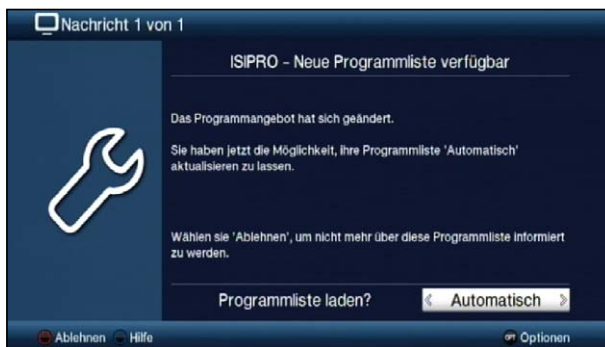 Nachricht 1 von 1
ISIPRO - Neue Programmliste verfügbar
Das Programmangebot hat sich geändert.
Sie haben jetzt die Möglichkeit, ihre Programmliste 'Automatisch'
aktualisieren zu lassen.
Wählen sie 'Ablehnen', um nicht mehr über diese Programmliste informiert
zu werden.
Programmliste laden? Automatisch
Ablehnen Hilfe OPT Optionen